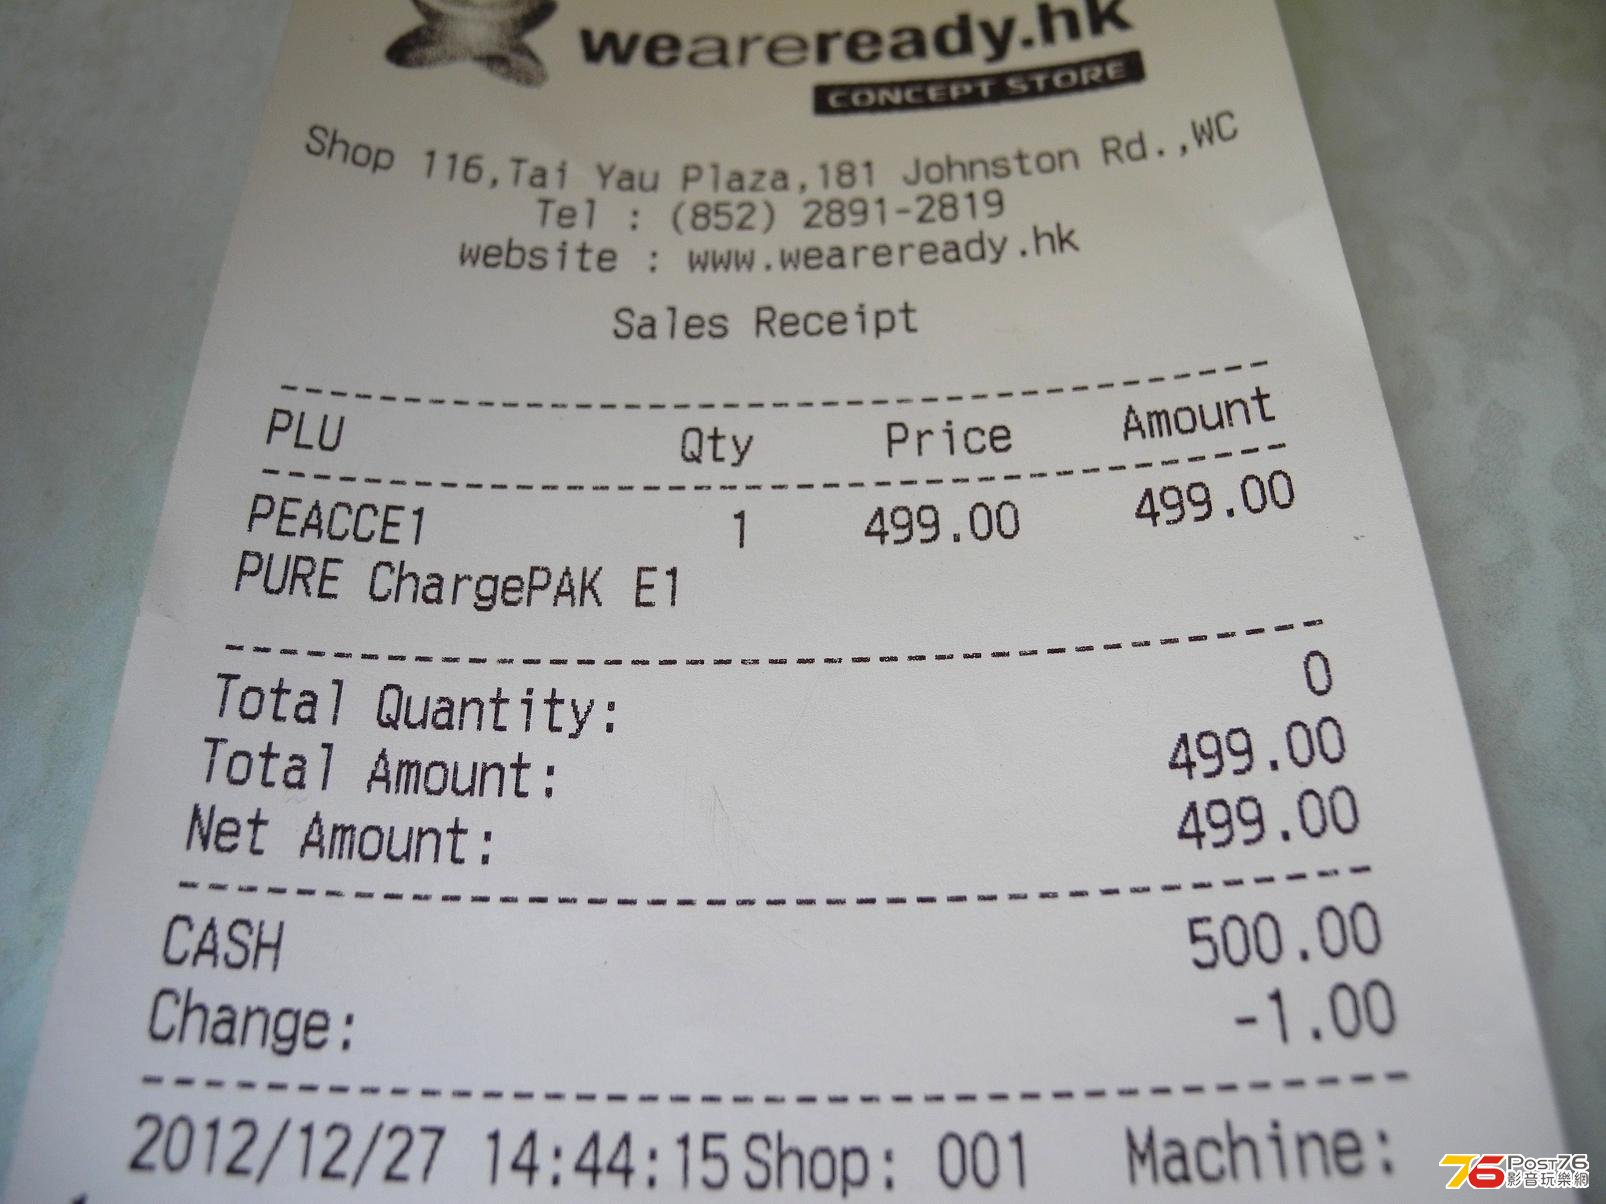 weareready.hk
CONCEPT STORE
Shop 116,Tai Yau Plaza,181 Johnston Rd.,WC
Tel : (852) 2891-2819
website : www.weareready.hk
Sales Receipt
PLU Qty Price Amount
PEACCE1 1 499.00 499.00
PURE ChargePAK E1
Total Quantity: 0
Total Amount: 499.00
Net Amount: 499.00
CASH 500.00
Change: -1.00
2012/12/27 14:44:15 Shop: 001 Machine:
76 Post76
影音玩樂網